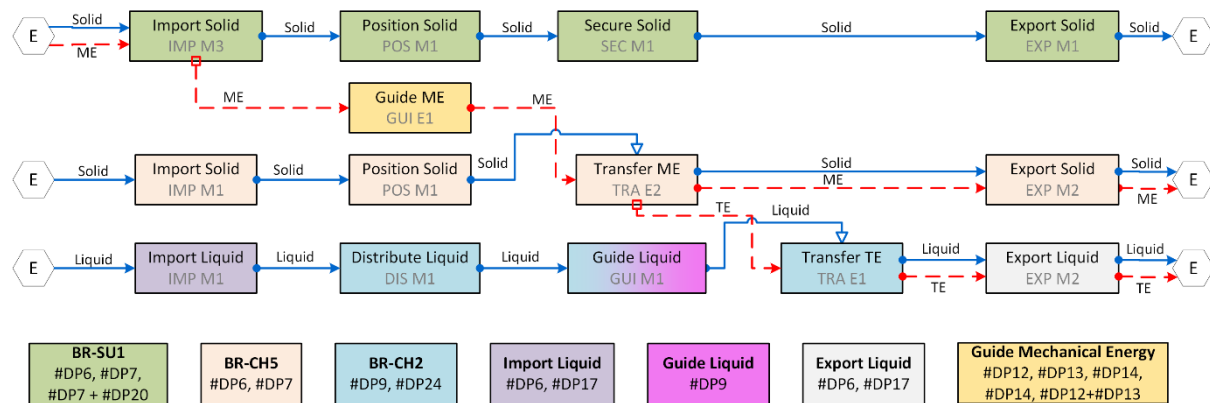 Solid
E
ME
Import Solid
IMP M3
Solid
Position Solid
POS M1
Solid
Secure Solid
SEC M1
Solid
Export Solid
EXP M1
Solid
E
ME
Guide ME
GUI E1
ME
Solid
E
Import Solid
IMP M1
Solid
Position Solid
POS M1
Solid
Transfer ME
TRA E2
Solid
ME
Export Solid
EXP M2
Solid
ME
E
TE
Liquid
E
Liquid
Import Liquid
IMP M1
Liquid
Distribute Liquid
DIS M1
Liquid
Guide Liquid
GUI M1
Transfer TE
TRA E1
Liquid
TE
Export Liquid
EXP M2
Liquid
TE
E
BR-SU1
#DP6, #DP7,
#DP7 + #DP20
BR-CH5
#DP6, #DP7
BR-CH2
#DP9, #DP24
Import Liquid
#DP6, #DP17
Guide Liquid
#DP9
Export Liquid
#DP6, #DP17
Guide Mechanical Energy
#DP12, #DP13, #DP14,
#DP14, #DP12+#DP13